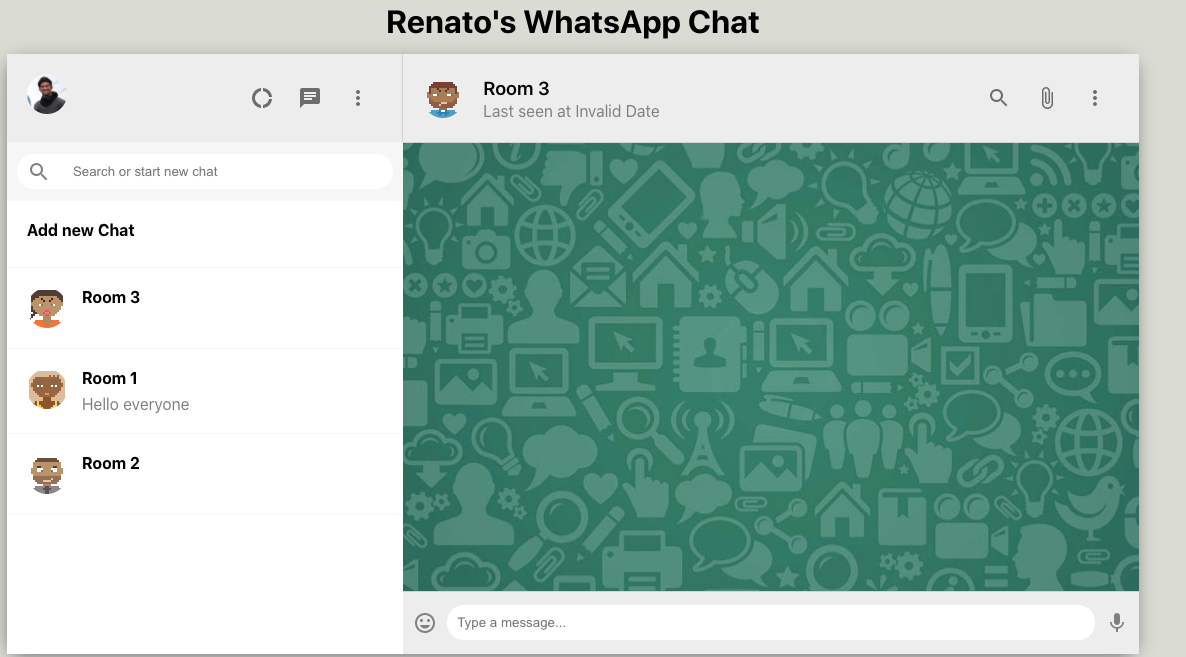 Renato's WhatsApp Chat
Room 3
Last seen at Invalid Date
Search or start new chat
Add new Chat
Room 3
Room 1
Hello everyone
Room 2
Type a message...